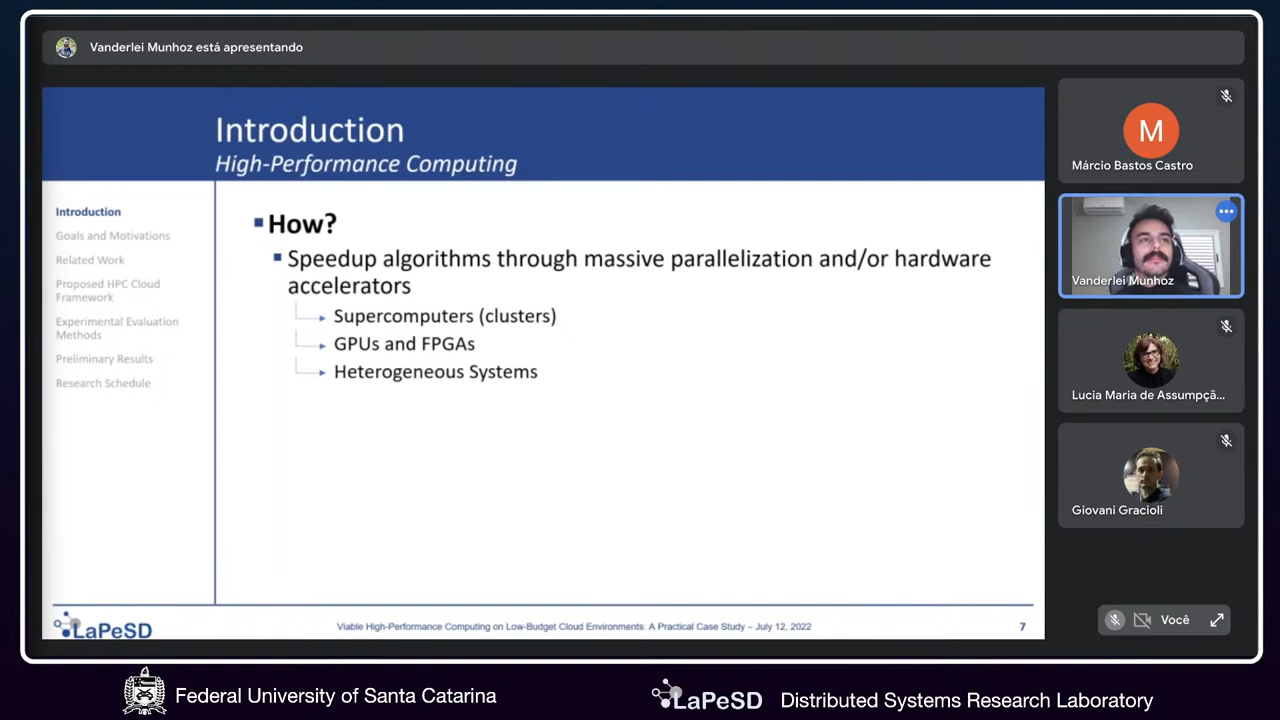 Vanderlei Munhoz está apresentando
Introduction
High-Performance Computing
Introduction
Goals and Motivations
Related Work
Proposed HPC Cloud
Framework
Experimental Evaluation
Methods
Preliminary Results
Research Schedule
How?
Speedup algorithms through massive parallelization and/or hardware
accelerators
Supercomputers (clusters)
GPUs and FPGAs
Heterogeneous Systems
LaPeSD
Viable High-Performance Computing on Low-Budget Cloud Environments: A Practical Case Study – July 12, 2022
7
M
Márcio Bastos Castro
Vanderlei Munhoz
Lucia Maria de Assumpçã...
Giovani Gracioli
Você
Federal University of Santa Catarina
LaPeSD
Distributed Systems Research Laboratory